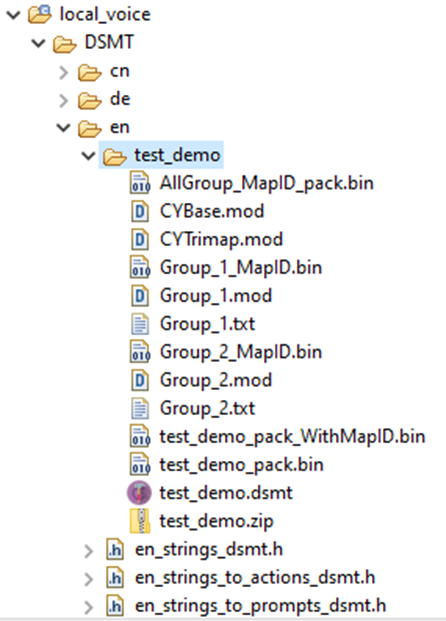 local_voice
DSMT
cn
de
en
test_demo
AllGroup_MapID_pack.bin
CYBase.mod
CYTrimap.mod
Group_1_MapID.bin
Group_1.mod
Group_1.txt
Group_2_MapID.bin
Group_2.mod
Group_2.txt
test_demo_pack_WithMapID.bin
test_demo_pack.bin
test_demo.dsmt
test_demo.zip
en_strings_dsmt.h
en_strings_to_actions_dsmt.h
en_strings_to_prompts_dsmt.h